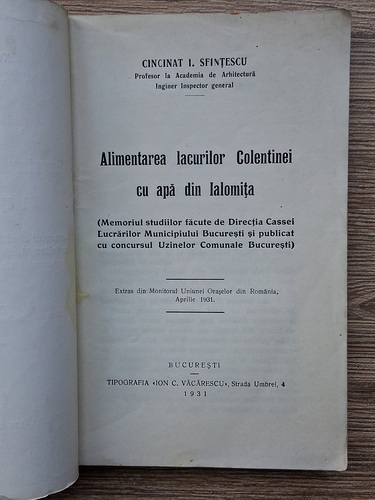 CINCINAT I. SFINȚESCU
Profesor la Academia de Arhitectură
Inginer Inspector general
Alimentarea lacurilor Colentinei
cu apă din Ialomița
(Memoriul studiilor făcute de Direcția Cassei
Lucrărilor Municipiului București și publicat
cu concursul Uzinelor Comunale București)
Extras din Monitorul Uniunei Orașelor din România,
Aprilie 1931.
BUCUREȘTI
TIPOGRAFIA «ION C. VĂCĂRESCU», Strada Umbrei, 4
1931